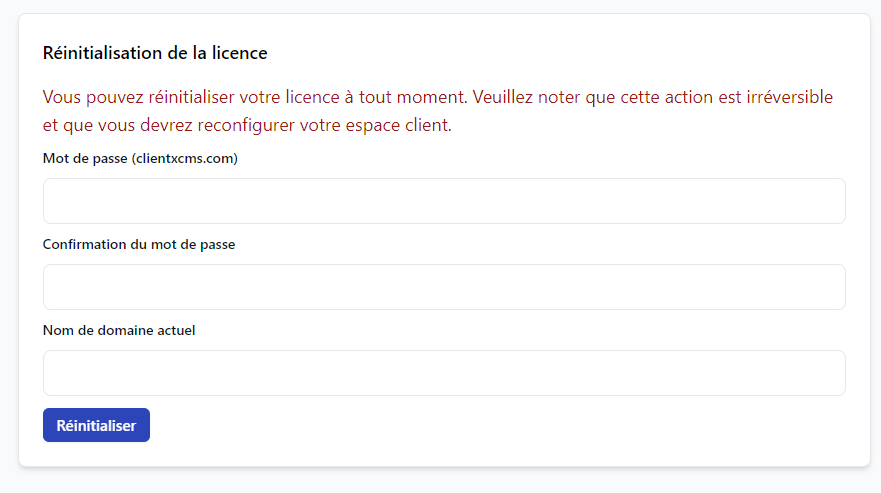 Réinitialisation de la licence
Vous pouvez réinitialiser votre licence à tout moment. Veuillez noter que cette action est irréversible
et que vous devrez reconfigurer votre espace client.
Mot de passe (clientxcms.com)
Confirmation du mot de passe
Nom de domaine actuel
Réinitialiser